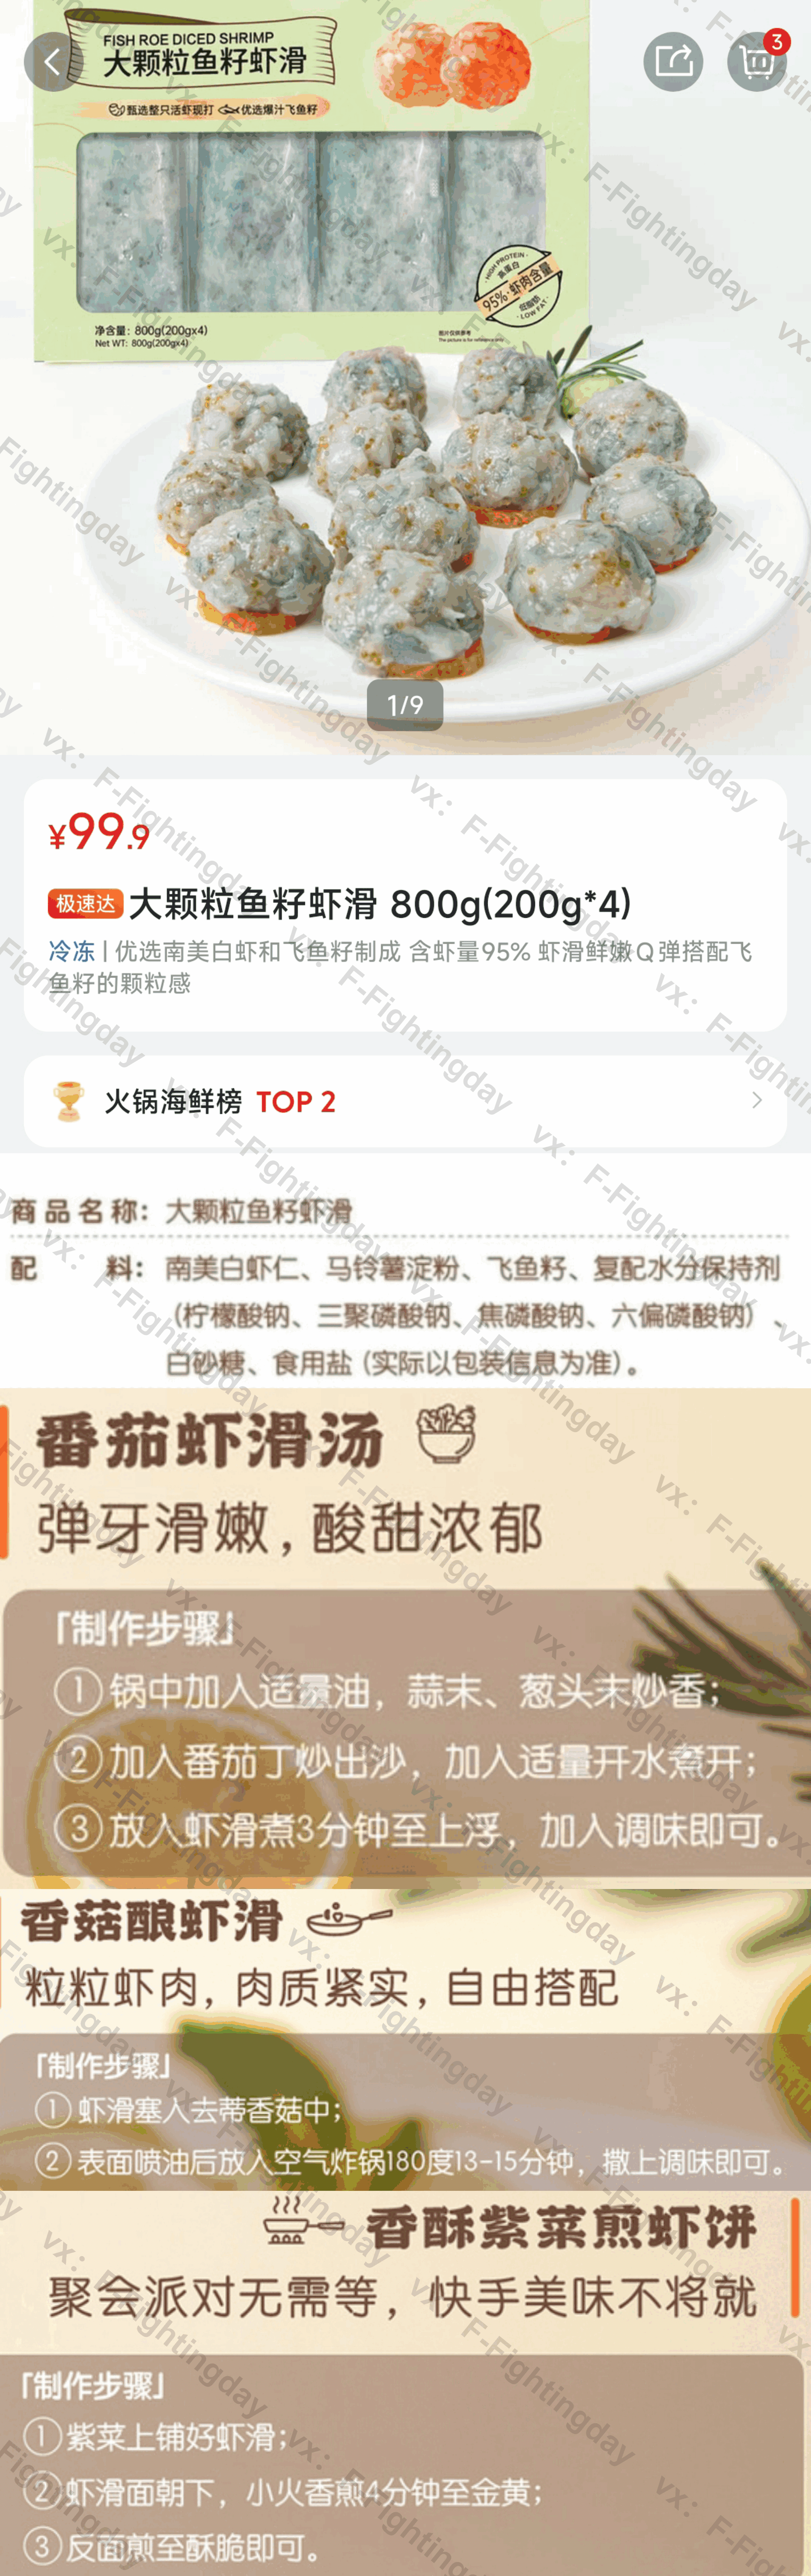 FISH ROE DICED SHRIMP
大颗粒鱼籽虾滑
3
甄选整只活虾现打 优选爆汁飞鱼籽
HIGH PROTEIN
高蛋白
95%·虾肉含量
低脂肪
LOW FAT
净含量：800g(200gx4)
Net WT: 800g(200gx4)
图片仅供参考
The picture is for reference only
1/9
¥99.9
极速达 大颗粒鱼籽虾滑 800g(200g*4)
冷冻 | 优选南美白虾和飞鱼籽制成 含虾量95% 虾滑鲜嫩Q弹搭配飞
鱼籽的颗粒感
火锅海鲜榜 TOP 2
商品名称：大颗粒鱼籽虾滑
配 料：南美白虾仁、马铃薯淀粉、飞鱼籽、复配水分保持剂
（柠檬酸钠、三聚磷酸钠、焦磷酸钠、六偏磷酸钠）、
白砂糖、食用盐（实际以包装信息为准）。
番茄虾滑汤
弹牙滑嫩，酸甜浓郁
「制作步骤」
① 锅中加入适量油，蒜末、葱头末炒香；
② 加入番茄丁炒出沙，加入适量开水煮开；
③ 放入虾滑煮3分钟至上浮，加入调味即可。
香菇酿虾滑
粒粒虾肉，肉质紧实，自由搭配
「制作步骤」
① 虾滑塞入去蒂香菇中；
② 表面喷油后放入空气炸锅180度13-15分钟，撒上调味即可。
香酥紫菜煎虾饼
聚会派对无需等，快手美味不将就
「制作步骤」
① 紫菜上铺好虾滑；
② 虾滑面朝下，小火香煎4分钟至金黄；
③ 反面煎至酥脆即可。
vx：F-Fightingday